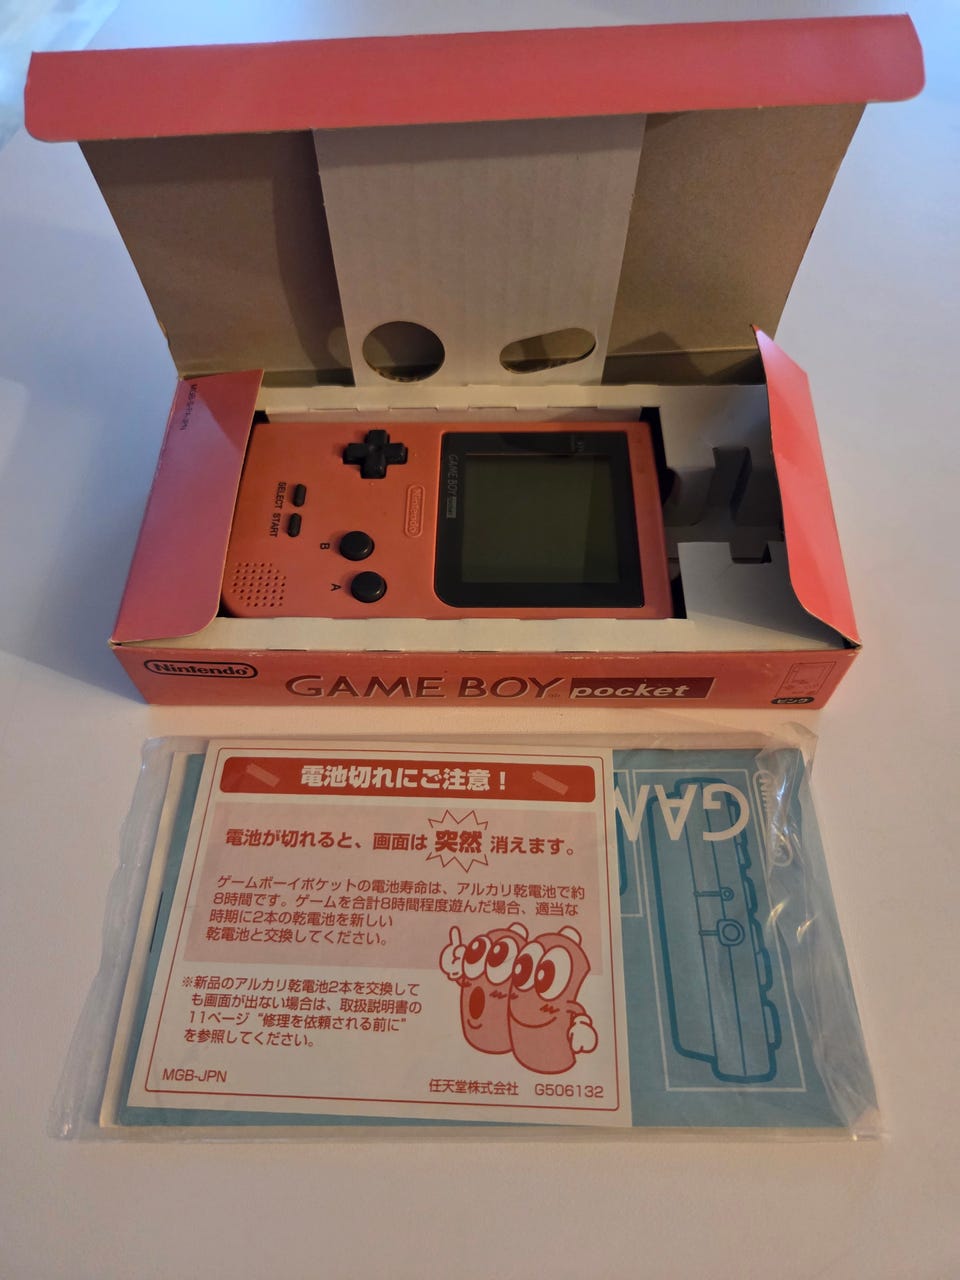 MGB-S-PA-JPN
GAME BOY pocket
Nintendo
SELECT START
B
A
Nintendo
GAME BOY pocket
ピンク
電池切れにご注意!
電池が切れると、画面は 突然 消えます。
ゲームボーイポケットの電池寿命は、アルカリ乾電池で約
8時間です。ゲームを合計8時間程度遊んだ場合、適当な
時期に2本の乾電池を新しい
乾電池と交換してください。
※新品のアルカリ乾電池2本を交換して
も画面が出ない場合は、取扱説明書の
11ページ“修理を依頼される前に”
を参照してください。
MGB-JPN
任天堂株式会社 G506132
GAM
Nintendo